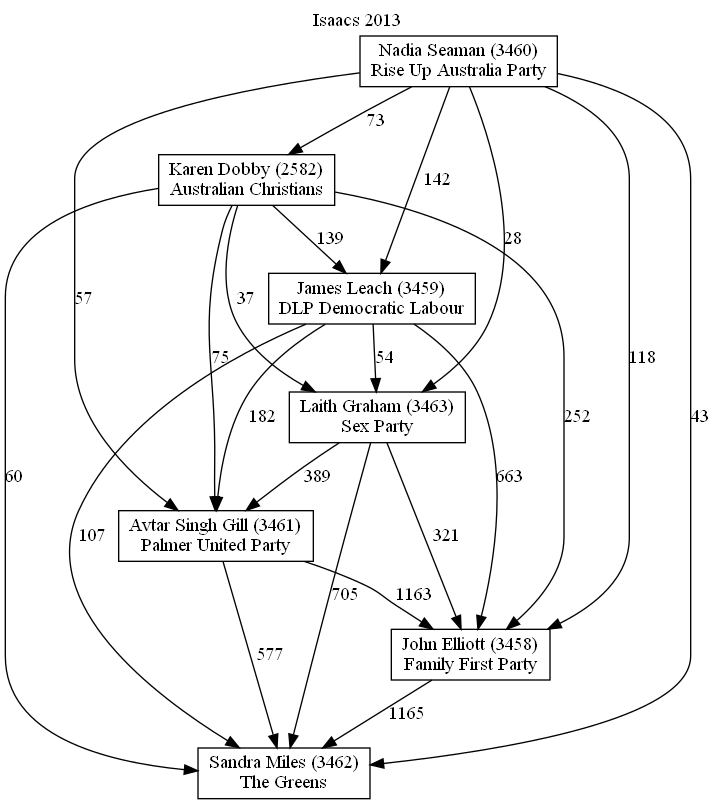 Isaacs 2013
Nadia Seaman (3460)
Rise Up Australia Party
73
Karen Dobby (2582)
Australian Christians
142
139
28
James Leach (3459)
DLP Democratic Labour
57
37
75
54
118
Laith Graham (3463)
Sex Party
182
252
43
60
389
663
Avtar Singh Gill (3461)
Palmer United Party
107
321
705
1163
John Elliott (3458)
Family First Party
577
1165
Sandra Miles (3462)
The Greens